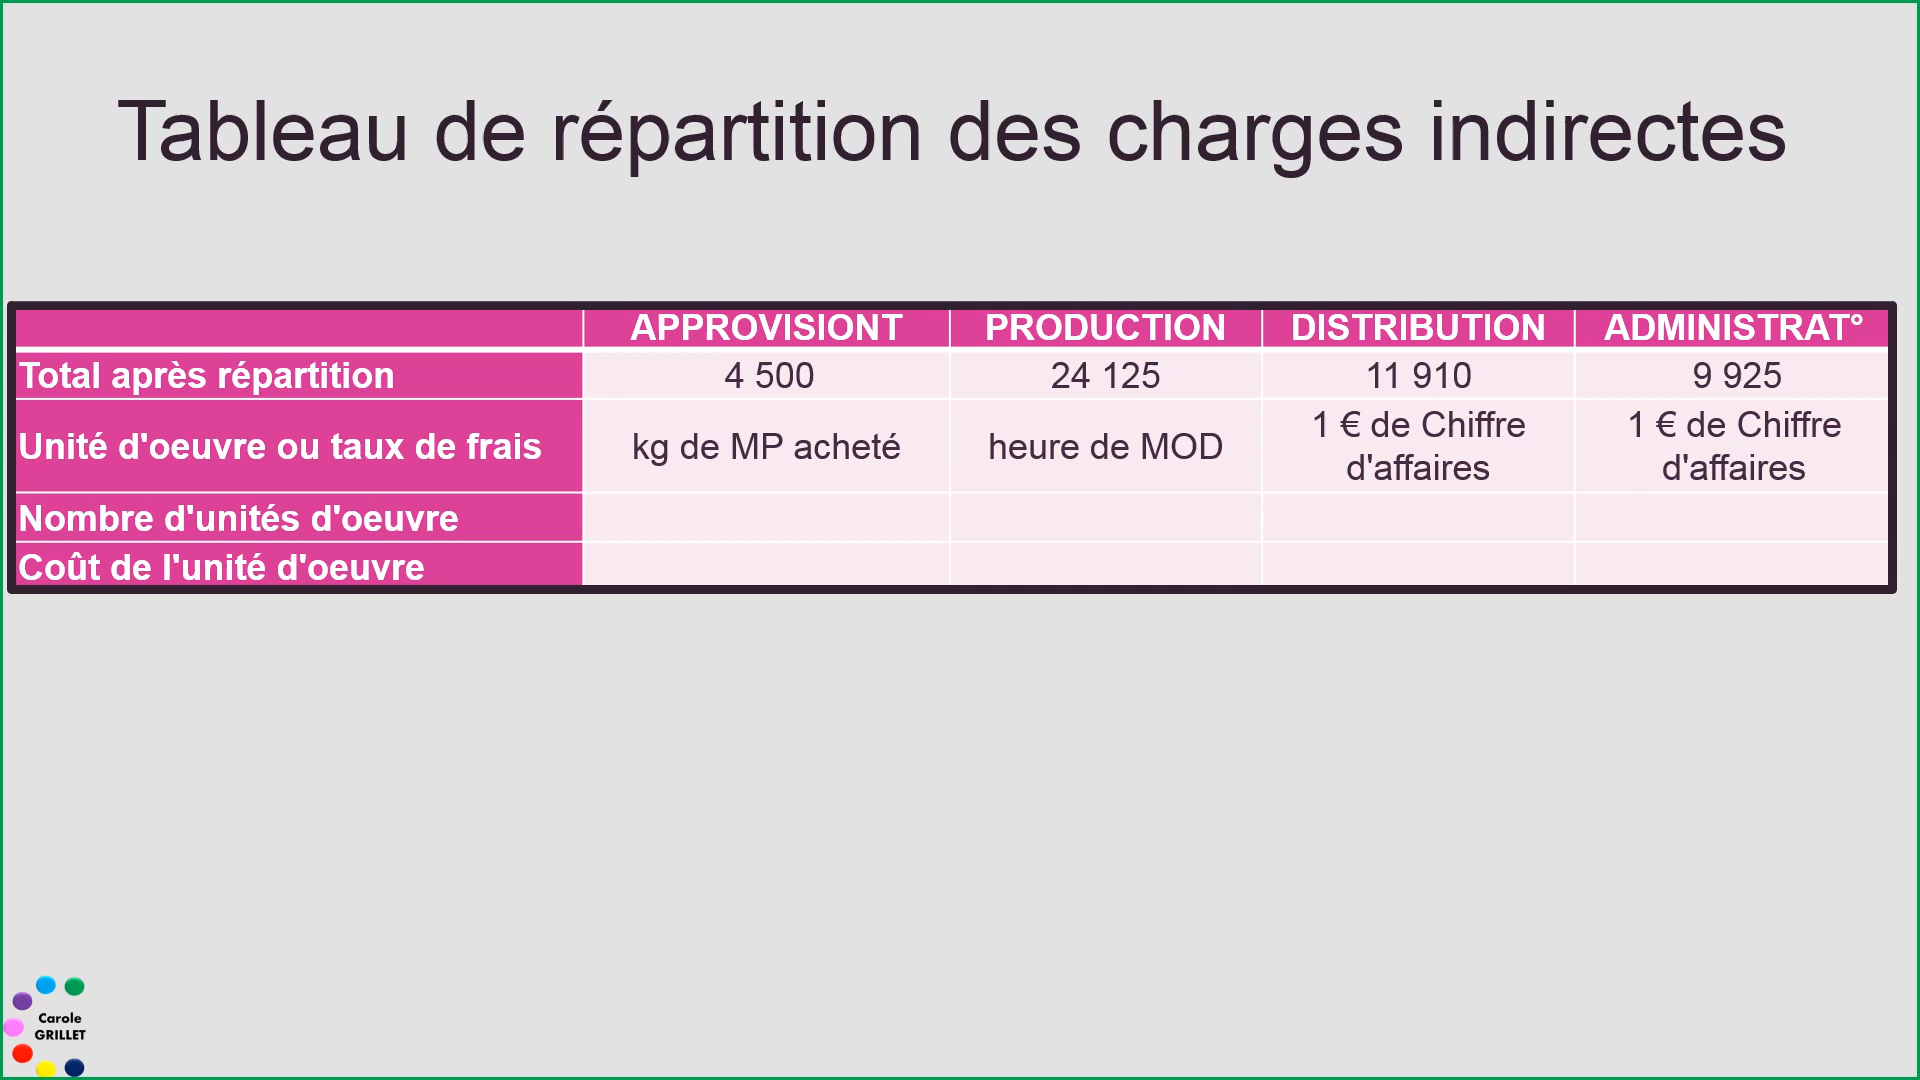 Tableau de répartition des charges indirectes
APPROVISIONT PRODUCTION DISTRIBUTION ADMINISTRAT°
Total après répartition 4 500 24 125 11 910 9 925
Unité d'oeuvre ou taux de frais kg de MP acheté heure de MOD 1 € de Chiffre d'affaires 1 € de Chiffre d'affaires
Nombre d'unités d'oeuvre
Coût de l'unité d'oeuvre
Carole
GRILLET